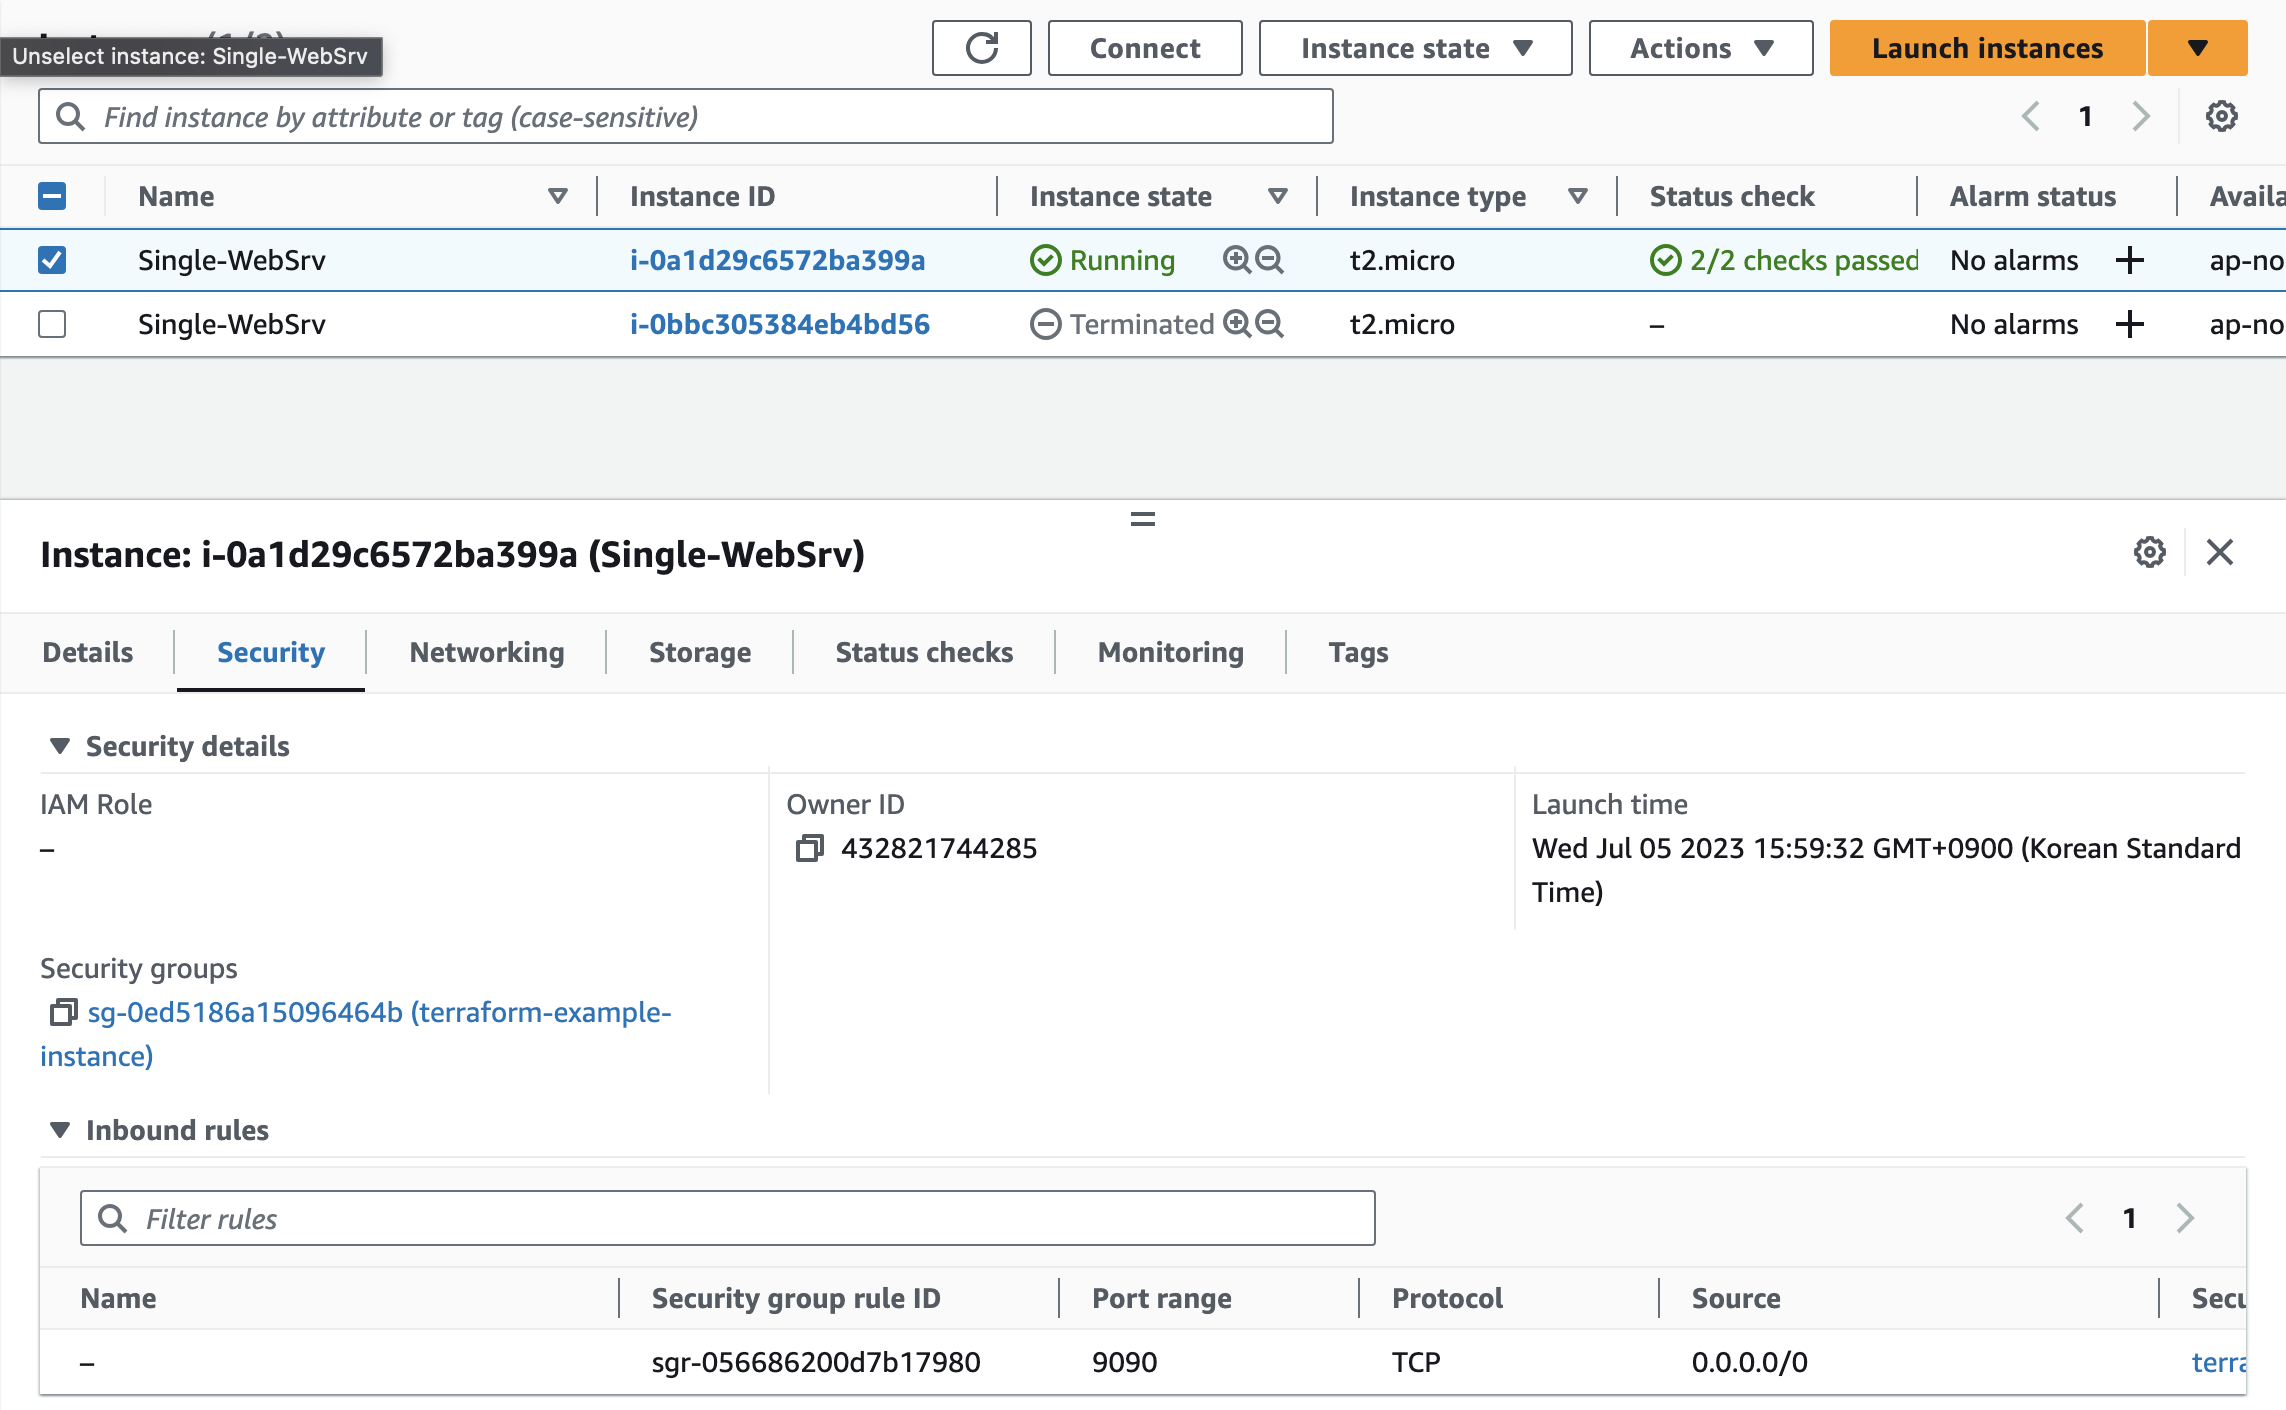 Unselect instance: Single-WebSrv
Connect
Instance state
Actions
Launch instances
Find instance by attribute or tag (case-sensitive)
1
Name Instance ID Instance state Instance type Status check Alarm status Availa
Single-WebSrv i-0a1d29c6572ba399a Running t2.micro 2/2 checks passed No alarms + ap-no
Single-WebSrv i-0bbc305384eb4bd56 Terminated t2.micro – No alarms + ap-no
Instance: i-0a1d29c6572ba399a (Single-WebSrv)
Details Security Networking Storage Status checks Monitoring Tags
Security details
IAM Role
–
Owner ID
432821744285
Launch time
Wed Jul 05 2023 15:59:32 GMT+0900 (Korean Standard
Time)
Security groups
sg-0ed5186a15096464b (terraform-example-
instance)
Inbound rules
Filter rules
1
Name Security group rule ID Port range Protocol Source Secu
– sgr-056686200d7b17980 9090 TCP 0.0.0.0/0 terra